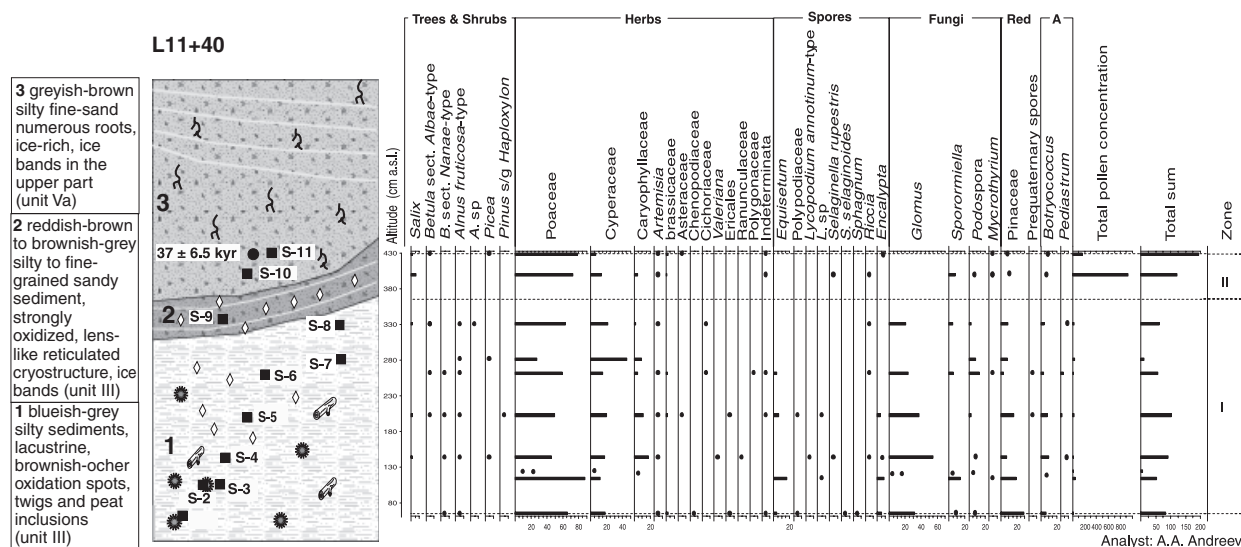 L11+40
3 greyish-brown
silty fine-sand
numerous roots,
ice-rich, ice
bands in the
upper part
(unit Va)
2 reddish-brown
to brownish-grey
silty to fine-
grained sandy
sediment,
strongly
oxidized, lens-
like reticulated
cryostructure, ice
bands (unit III)
1 blueish-grey
silty sediments,
lacustrine,
brownish-ocher
oxidation spots,
twigs and peat
inclusions
(unit III)
3
37 ± 6.5 kyr
S-11
S-10
2
S-9
S-8
S-7
S-6
S-5
1
S-4
S-2
S-3
Trees & Shrubs
Herbs
Spores
Fungi
Red
A
Altitude (cm a.s.l.)
Salix
Betula sect. Albae-type
B. sect. Nanae-type
Alnus fruticosa-type
A. sp
Picea
Pinus s/g Haploxylon
Poaceae
Cyperaceae
Caryophyllaceae
Artemisia
brassicaceae
Asteraceae
Chenopodiaceae
Cichoriaceae
Valeriana
Ericales
Ranunculaceae
Polygonaceae
Indeterminata
Equisetum
Polypodiaceae
Lycopodium annotinum-type
L. sp
Selaginella rupestris
S. selaginoides
Sphagnum
Riccia
Encalypta
Glomus
Sporormiella
Podospora
Mycrothyrium
Pinaceae
Prequaternary spores
Botryococcus
Pediastrum
Total pollen concentration
Total sum
Zone
430
380
330
280
230
180
130
80
II
I
20 40 60 80
20 40
20
20
20 40 60
20
20
20
20
200 400 600 800
50 100 150 200
Analyst: A.A. Andreev